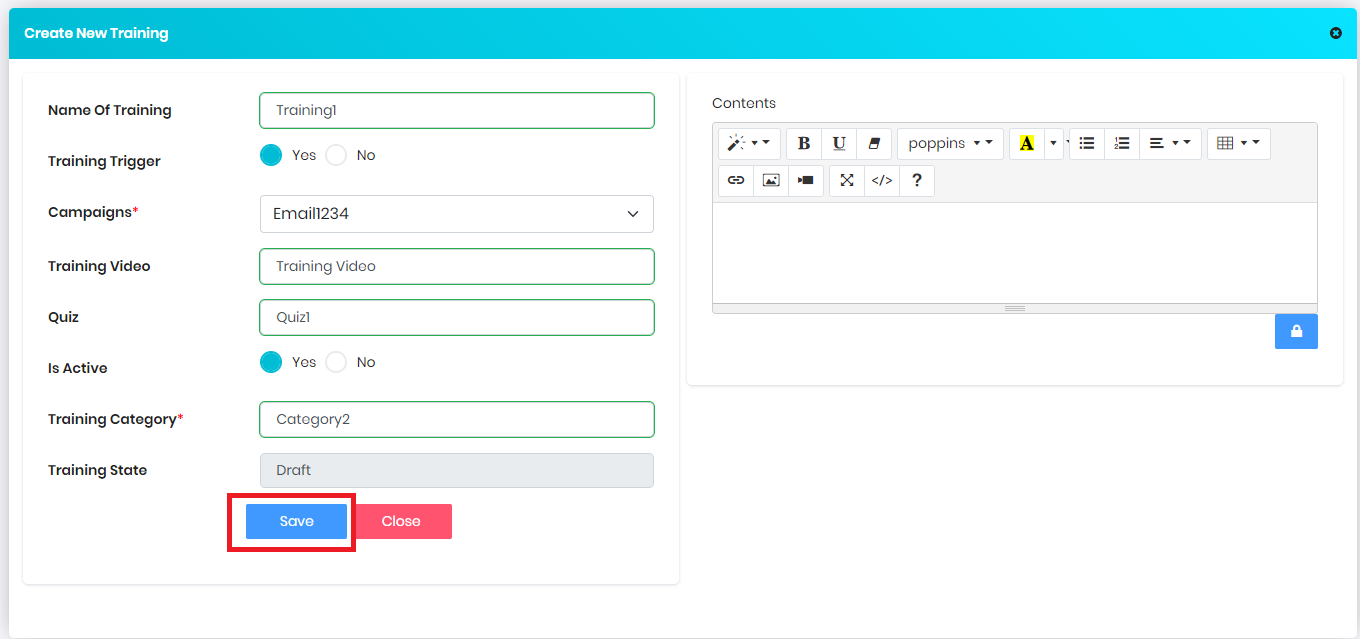 Create New Training
Name Of Training Training1
Training Trigger Yes No
Campaigns* Email1234
Training Video Training Video
Quiz Quiz1
Is Active Yes No
Training Category* Category2
Training State Draft
Save Close
Contents
B U poppins A
</> ?